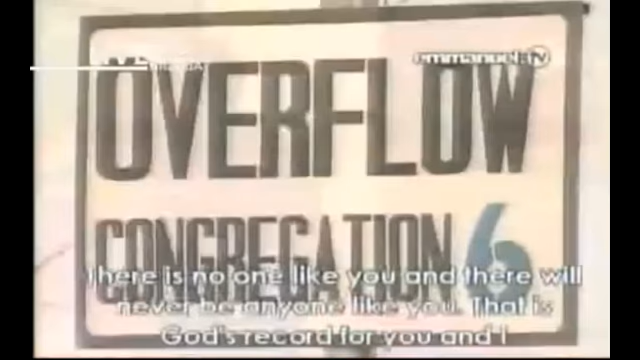 emmanuel.tv
OVERFLOW
CONGREGATION 6
There is no one like you and there will
never be anyone like you. That is
God's record for you and I